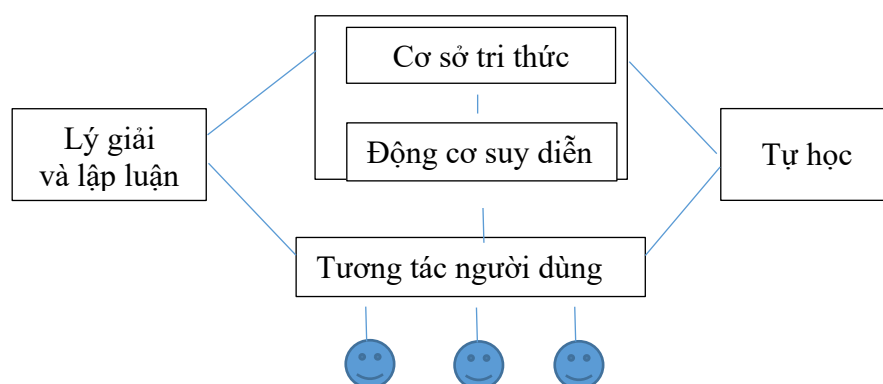 Cơ sở tri thức
Lý giải
và lập luận
Động cơ suy diễn
Tự học
Tương tác người dùng